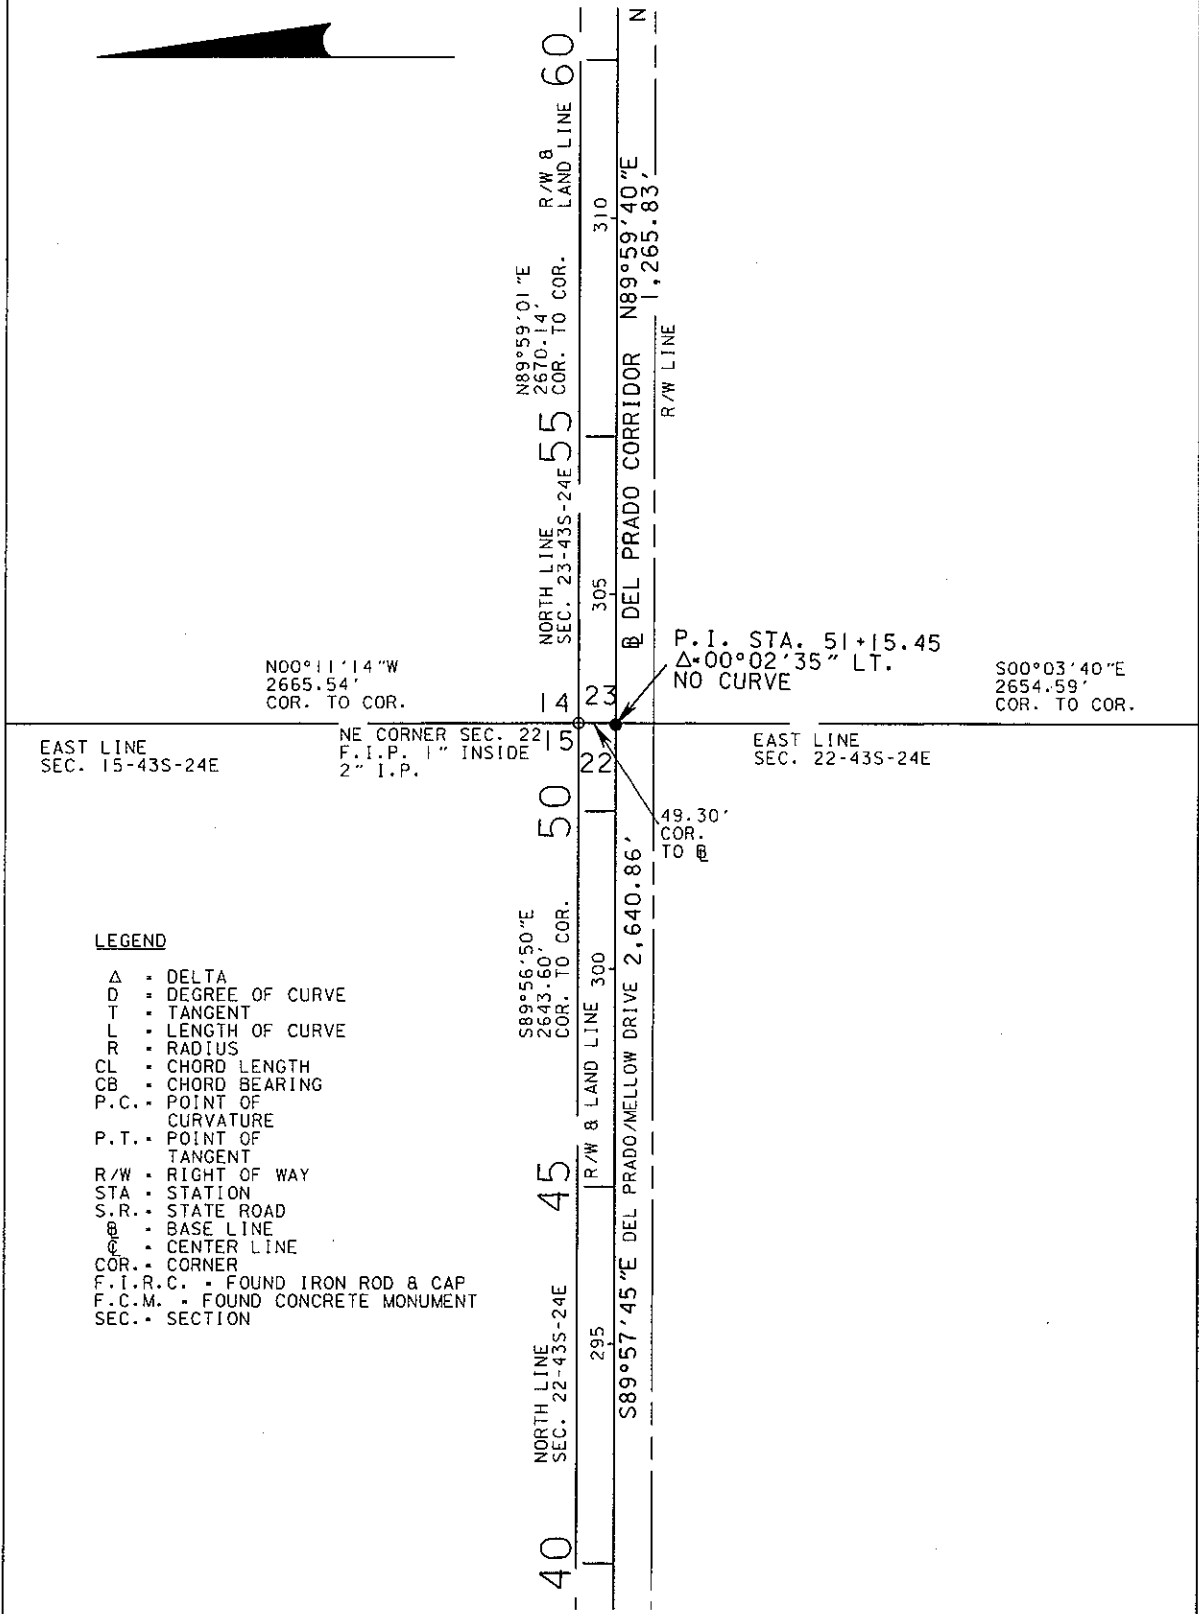 N
60
R/W & LAND LINE
310
N89°59'40"E
1,265.83'
N89°59'01"E
2670.14'
COR. TO COR.
R/W LINE
55
NORTH LINE
SEC. 23-43S-24E
305
℄ DEL PRADO CORRIDOR
P.I. STA. 51+15.45
Δ=00°02'35" LT.
NO CURVE
N00°11'14"W
2665.54'
COR. TO COR.
S00°03'40"E
2654.59'
COR. TO COR.
14
23
15
22
NE CORNER SEC. 22
F.I.P. 1" INSIDE
2" I.P.
EAST LINE
SEC. 15-43S-24E
EAST LINE
SEC. 22-43S-24E
49.30'
COR.
TO ℄
50
S89°56'50"E
2643.60'
COR. TO COR.
300
R/W & LAND LINE
45
S89°57'45"E DEL PRADO/MELLOW DRIVE 2,640.86'
NORTH LINE
SEC. 22-43S-24E
295
40
LEGEND
Δ = DELTA
D = DEGREE OF CURVE
T = TANGENT
L = LENGTH OF CURVE
R = RADIUS
CL = CHORD LENGTH
CB = CHORD BEARING
P.C. = POINT OF
CURVATURE
P.T. = POINT OF
TANGENT
R/W = RIGHT OF WAY
STA = STATION
S.R. = STATE ROAD
℄ = BASE LINE
℄ = CENTER LINE
COR. = CORNER
F.I.R.C. = FOUND IRON ROD & CAP
F.C.M. = FOUND CONCRETE MONUMENT
SEC. = SECTION